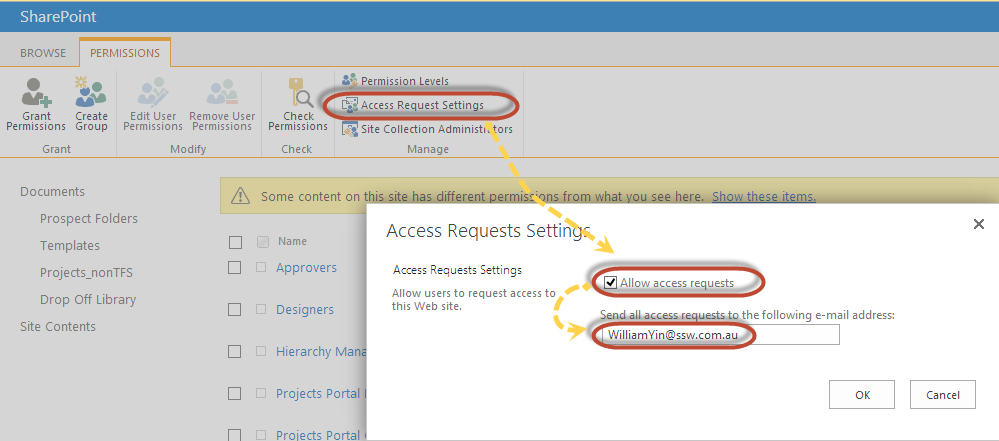 SharePoint
BROWSE PERMISSIONS
Grant Permissions
Create Group
Edit User Permissions
Remove User Permissions
Check Permissions
Permission Levels
Access Request Settings
Site Collection Administrators
Grant Modify Check Manage
Documents
Prospect Folders
Templates
Projects_nonTFS
Drop Off Library
Site Contents
Some content on this site has different permissions from what you see here. Show these items.
Name
Approvers
Designers
Hierarchy Mana
Projects Portal
Projects Portal
Access Requests Settings
Access Requests Settings
Allow users to request access to
this Web site.
Allow access requests
Send all access requests to the following e-mail address:
WilliamYin@ssw.com.au
OK Cancel